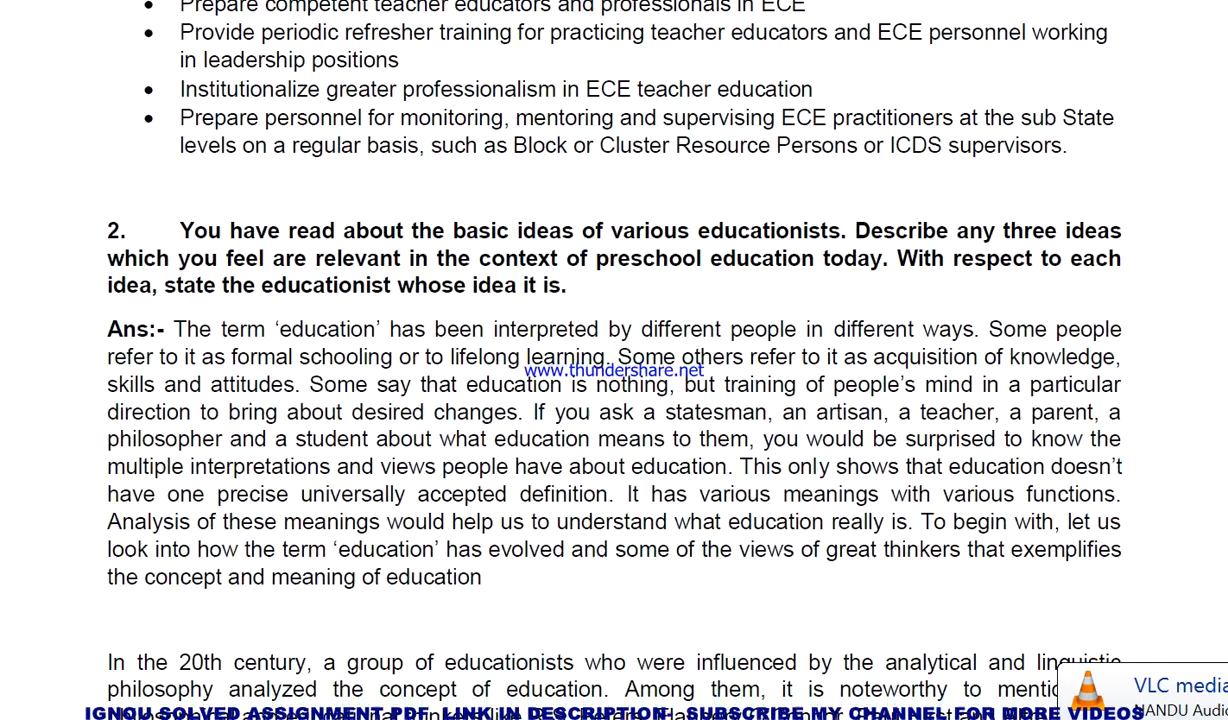 Prepare competent teacher educators and professionals in ECE
• Provide periodic refresher training for practicing teacher educators and ECE personnel working
in leadership positions
• Institutionalize greater professionalism in ECE teacher education
• Prepare personnel for monitoring, mentoring and supervising ECE practitioners at the sub State
levels on a regular basis, such as Block or Cluster Resource Persons or ICDS supervisors.
2. You have read about the basic ideas of various educationists. Describe any three ideas
which you feel are relevant in the context of preschool education today. With respect to each
idea, state the educationist whose idea it is.
Ans:- The term ‘education’ has been interpreted by different people in different ways. Some people
refer to it as formal schooling or to lifelong learning. Some others refer to it as acquisition of knowledge,
www.thundershare.net
skills and attitudes. Some say that education is nothing, but training of people’s mind in a particular
direction to bring about desired changes. If you ask a statesman, an artisan, a teacher, a parent, a
philosopher and a student about what education means to them, you would be surprised to know the
multiple interpretations and views people have about education. This only shows that education doesn’t
have one precise universally accepted definition. It has various meanings with various functions.
Analysis of these meanings would help us to understand what education really is. To begin with, let us
look into how the term ‘education’ has evolved and some of the views of great thinkers that exemplifies
the concept and meaning of education
In the 20th century, a group of educationists who were influenced by the analytical and linguistic
philosophy analyzed the concept of education. Among them, it is noteworthy to
VLC media
IGNOU SOLVED ASSIGNMENT PDF LINK IN DESCRIPTION- SUBSCRIBE MY CHANNEL FOR MORE VIDEOS
NANDU Audi